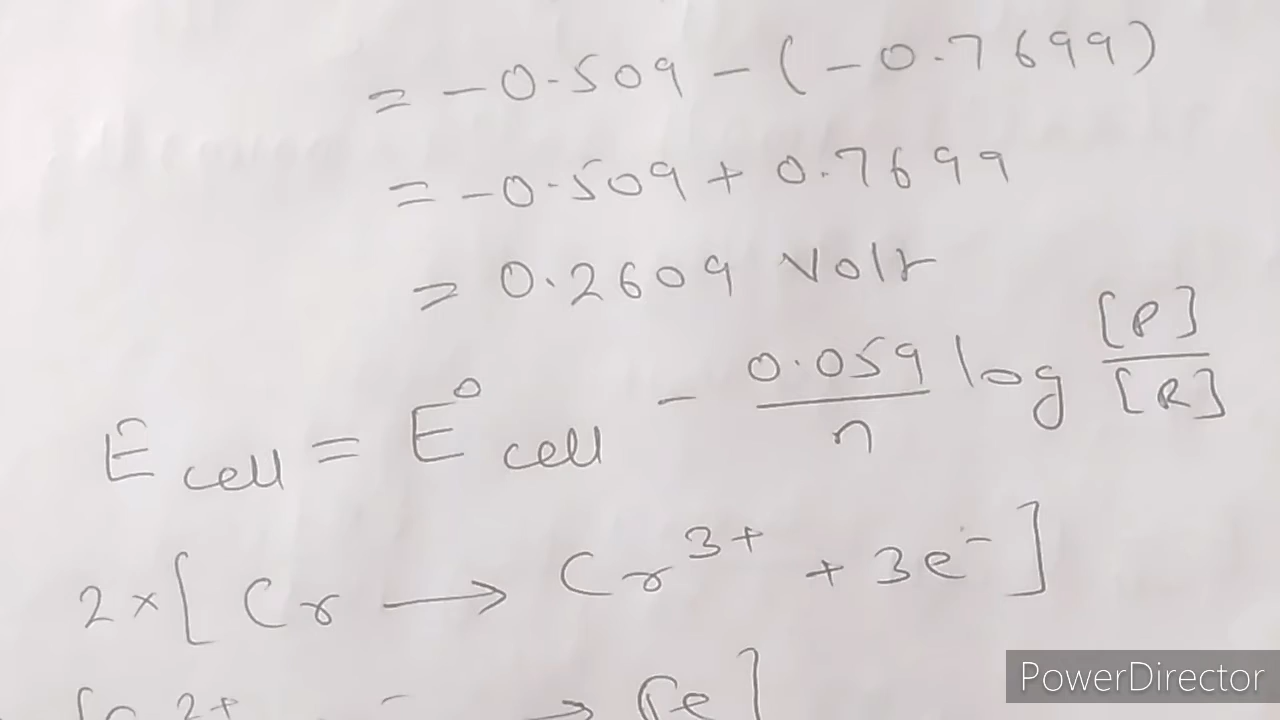 = -0.509 - (-0.7699)
= -0.509 + 0.7699
= 0.2609 Volt
E cell = E° cell - 0.059/n log [P]/[R]
2 × [ Cr → Cr³⁺ + 3e⁻ ]
2+ → Fe ]
PowerDirector